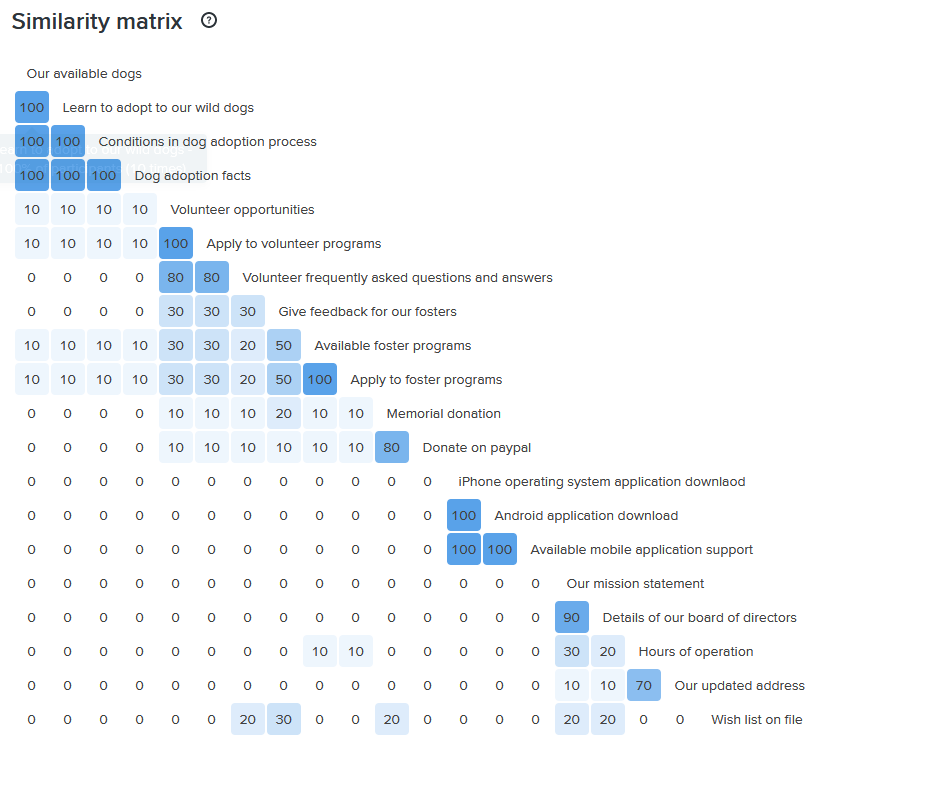 Similarity matrix ?
Our available dogs
100 Learn to adopt to our wild dogs
100 100 Conditions in dog adoption process
100 100 100 Dog adoption facts
10 10 10 10 Volunteer opportunities
10 10 10 10 100 Apply to volunteer programs
0 0 0 0 80 80 Volunteer frequently asked questions and answers
0 0 0 0 30 30 30 Give feedback for our fosters
10 10 10 10 30 30 20 50 Available foster programs
10 10 10 10 30 30 20 50 100 Apply to foster programs
0 0 0 0 10 10 10 20 10 10 Memorial donation
0 0 0 0 10 10 10 10 10 10 80 Donate on paypal
0 0 0 0 0 0 0 0 0 0 0 0 iPhone operating system application downlaod
0 0 0 0 0 0 0 0 0 0 0 0 100 Android application download
0 0 0 0 0 0 0 0 0 0 0 0 100 100 Available mobile application support
0 0 0 0 0 0 0 0 0 0 0 0 0 0 0 Our mission statement
0 0 0 0 0 0 0 0 0 0 0 0 0 0 0 90 Details of our board of directors
0 0 0 0 0 0 0 0 10 10 0 0 0 0 0 30 20 Hours of operation
0 0 0 0 0 0 0 0 0 0 0 0 0 0 0 10 10 70 Our updated address
0 0 0 0 0 0 20 30 0 0 20 0 0 0 0 20 20 0 0 Wish list on file